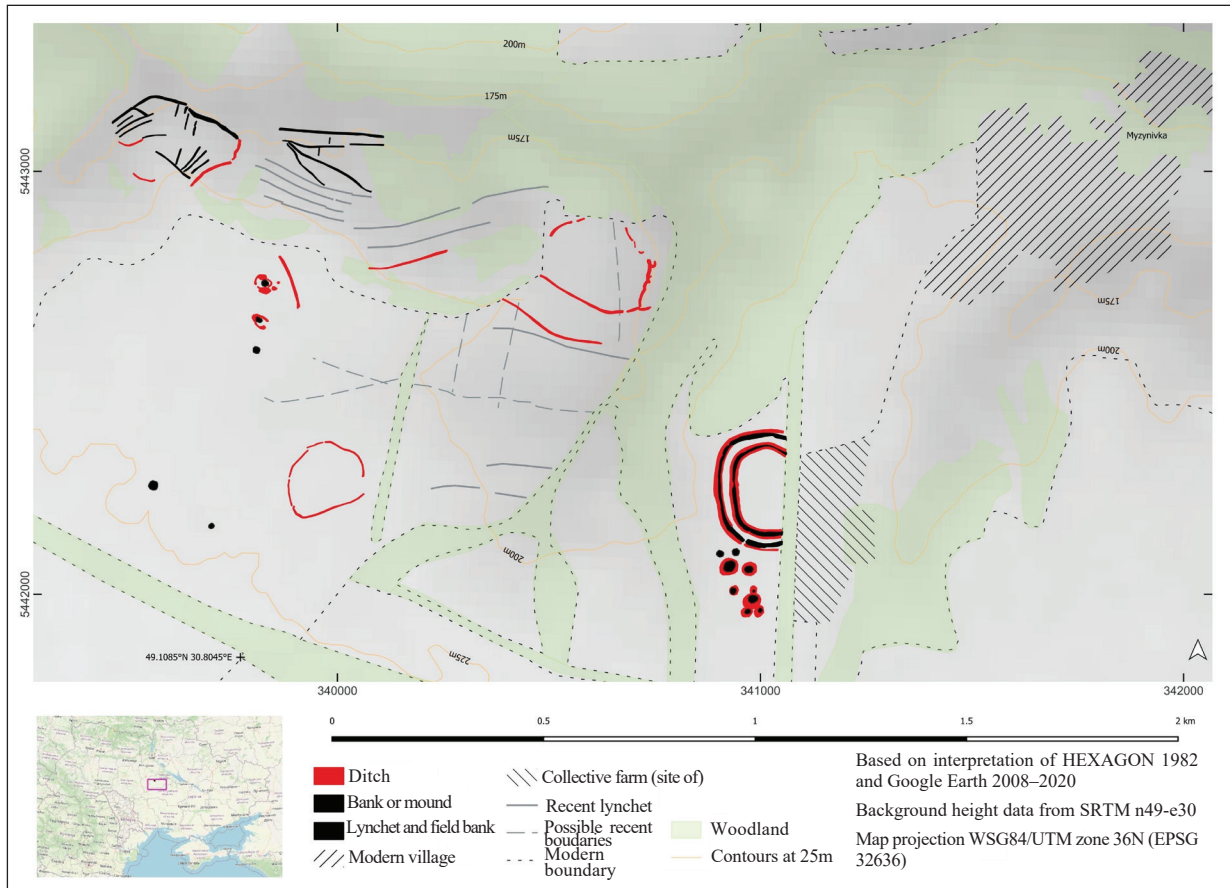 200m
175m
175m
Myzynivka
5443000
175m
200m
200m
5442000
49.1085°N 30.8045°E
225m
340000
341000
342000
0
0.5
1
1.5
2 km
Ditch
Bank or mound
Lynchet and field bank
Modern village
Collective farm (site of)
Recent lynchet
Possible recent
boudaries
Modern
boundary
Woodland
Contours at 25m
Based on interpretation of HEXAGON 1982
and Google Earth 2008–2020
Background height data from SRTM n49-e30
Map projection WSG84/UTM zone 36N (EPSG
32636)